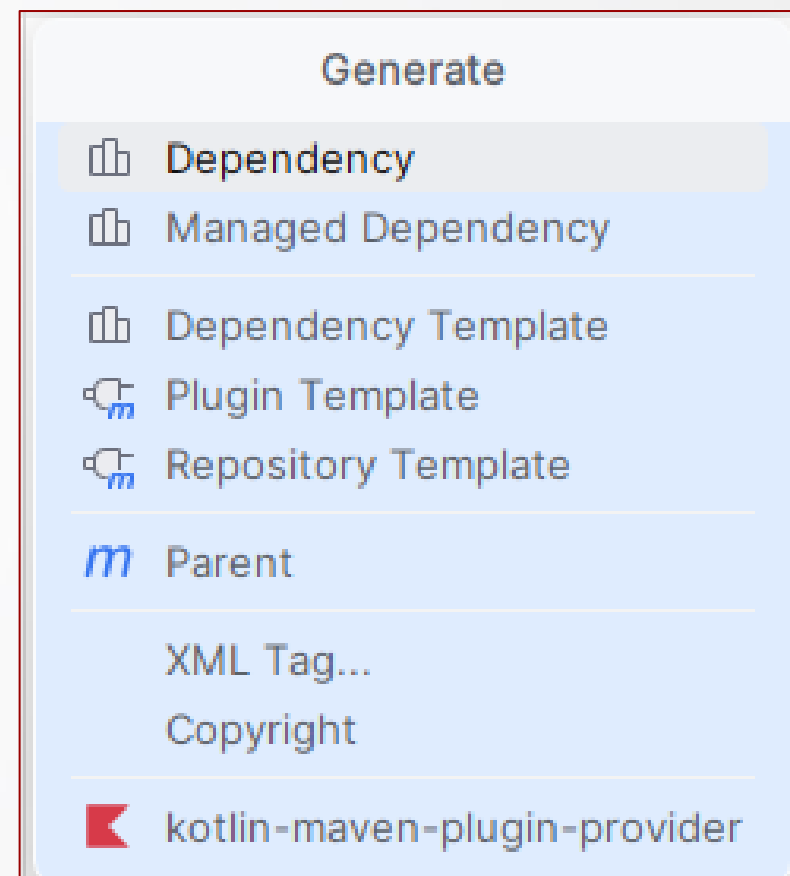 Generate
Dependency
Managed Dependency
Dependency Template
Plugin Template
Repository Template
Parent
XML Tag...
Copyright
kotlin-maven-plugin-provider